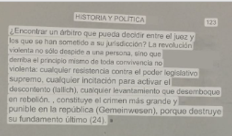 HISTORIA Y POLÍTICA
123
¿Encontrar un árbitro que pueda decidir entre el juez y
los que se han sometido a su jurisdicción? La revolución
violenta no sólo despide a una persona, sino que
derriba el principio mismo de toda convivencia no
violenta: cualquier resistencia contra el poder legislativo
supremo, cualquier incitación para activar el
descontento (tallich), cualquier levantamiento que desemboque
en rebelión, , constituye el crimen más grande y
punible en la república (Gemeinwesen), porque destruye
su fundamento último (24).